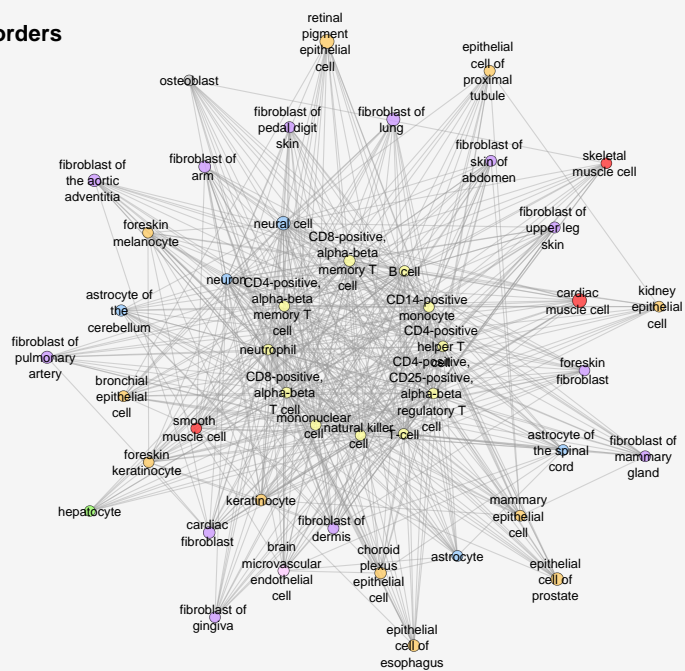 orders
retinal
pigment
epithelial
cell
epithelial
cell of
proximal
tubule
osteoblast
fibroblast of
pedal digit
skin
fibroblast of
lung
fibroblast of
arm
fibroblast of
skin of
abdomen
skeletal
muscle cell
fibroblast of
the aortic
adventitia
foreskin
melanocyte
neural cell
fibroblast of
upper leg
skin
CD8-positive,
alpha-beta
memory T
cell
B cell
neuron
CD4-positive,
alpha-beta
memory T
cell
CD14-positive
monocyte
cardiac
muscle cell
kidney
epithelial
cell
astrocyte of
the
cerebellum
CD4-positive
helper T
cell
fibroblast of
pulmonary
artery
neutrophil
CD4-positive,
CD25-positive,
alpha-beta
regulatory T
cell
foreskin
fibroblast
bronchial
epithelial
cell
CD8-positive,
alpha-beta
T cell
mononuclear
cell
natural killer
cell
T-cell
smooth
muscle cell
astrocyte of
the spinal
cord
fibroblast of
mammary
gland
foreskin
keratinocyte
hepatocyte
keratinocyte
cardiac
fibroblast
fibroblast of
dermis
mammary
epithelial
cell
brain
microvascular
endothelial
cell
choroid
plexus
epithelial
cell
astrocyte
epithelial
cell of
prostate
fibroblast of
gingiva
epithelial
cell of
esophagus